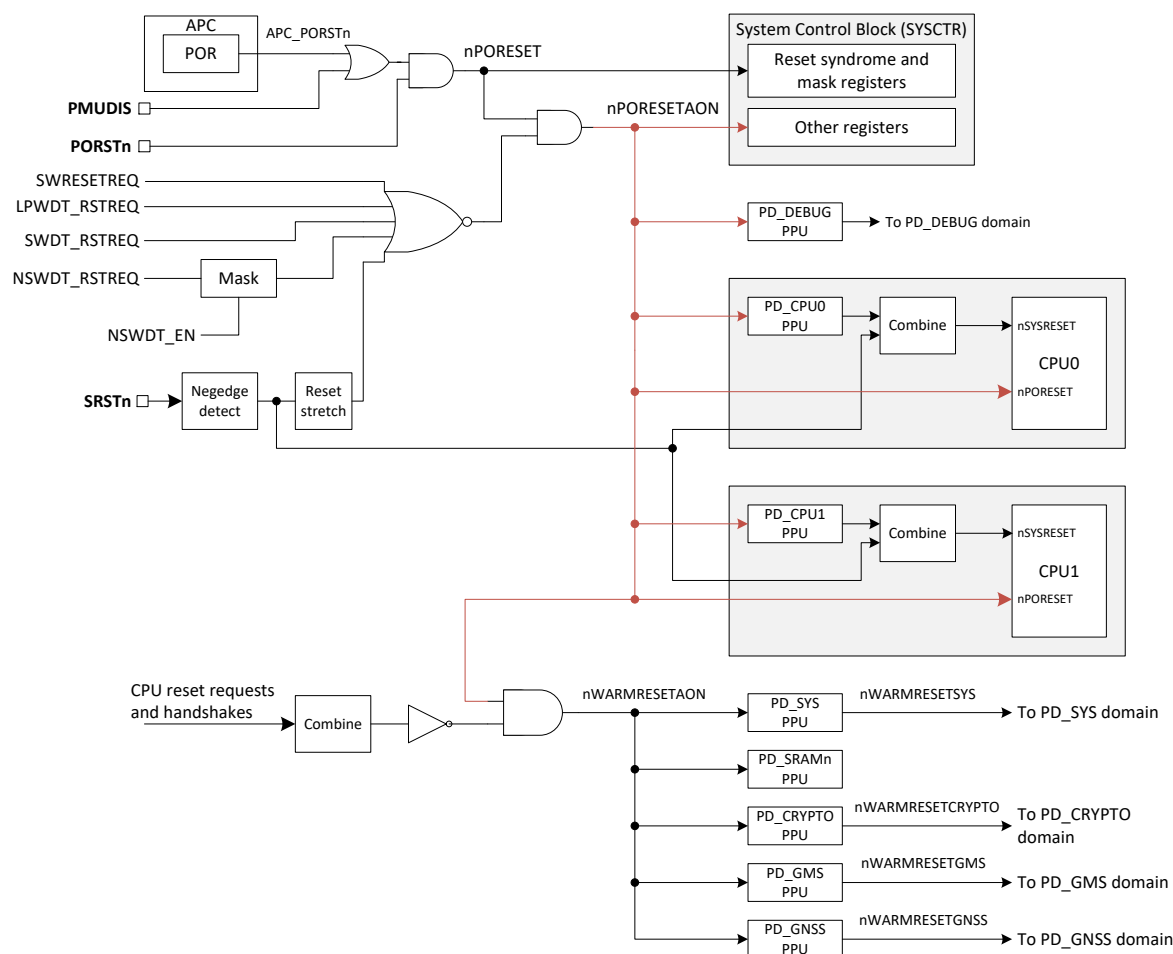 APC
POR
APC_PORSTn
nPORESET
System Control Block (SYSCTR)
Reset syndrome and
mask registers
PMUDIS
nPORESETAON
Other registers
PORSTn
SWRESETREQ
LPWDT_RSTREQ
SWDT_RSTREQ
NSWDT_RSTREQ
Mask
NSWDT_EN
PD_DEBUG
PPU
To PD_DEBUG domain
PD_CPU0
PPU
Combine
nSYSRESET
CPU0
nPORESET
SRSTn
Negedge
detect
Reset
stretch
PD_CPU1
PPU
Combine
nSYSRESET
CPU1
nPORESET
CPU reset requests
and handshakes
Combine
nWARMRESETAON
PD_SYS
PPU
nWARMRESETSYS
To PD_SYS domain
PD_SRAMn
PPU
PD_CRYPTO
PPU
nWARMRESETCRYPTO
To PD_CRYPTO
domain
PD_GMS
PPU
nWARMRESETGMS
To PD_GMS domain
PD_GNSS
PPU
nWARMRESETGNSS
To PD_GNSS domain